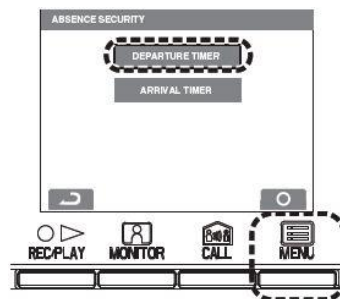 ABSENCE SECURITY
DEPARTURE TIMER
ARRIVAL TIMER
REC/PLAY MONITOR CALL MENU